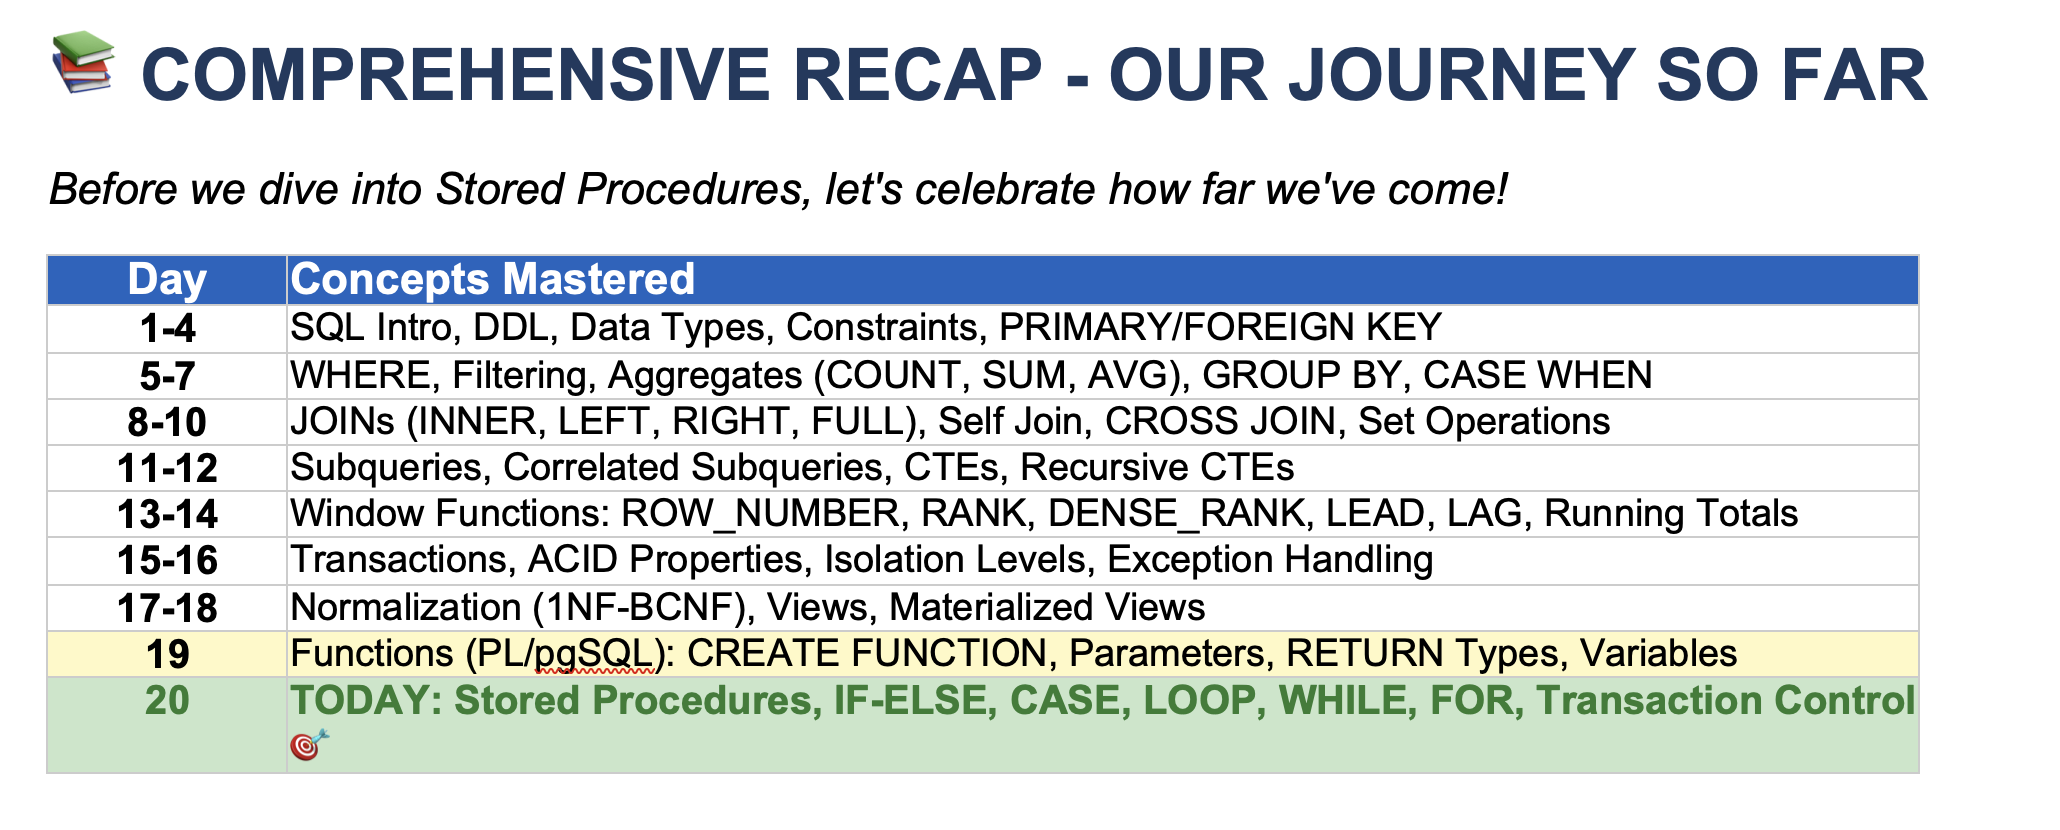 📚 COMPREHENSIVE RECAP - OUR JOURNEY SO FAR
Before we dive into Stored Procedures, let's celebrate how far we've come!
Day Concepts Mastered
1-4 SQL Intro, DDL, Data Types, Constraints, PRIMARY/FOREIGN KEY
5-7 WHERE, Filtering, Aggregates (COUNT, SUM, AVG), GROUP BY, CASE WHEN
8-10 JOINs (INNER, LEFT, RIGHT, FULL), Self Join, CROSS JOIN, Set Operations
11-12 Subqueries, Correlated Subqueries, CTEs, Recursive CTEs
13-14 Window Functions: ROW_NUMBER, RANK, DENSE_RANK, LEAD, LAG, Running Totals
15-16 Transactions, ACID Properties, Isolation Levels, Exception Handling
17-18 Normalization (1NF-BCNF), Views, Materialized Views
19 Functions (PL/pgSQL): CREATE FUNCTION, Parameters, RETURN Types, Variables
20 TODAY: Stored Procedures, IF-ELSE, CASE, LOOP, WHILE, FOR, Transaction Control
🎯